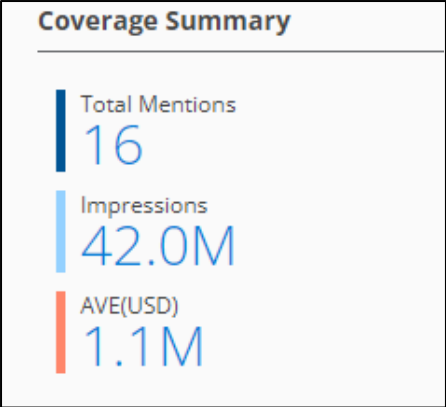 Coverage Summary
Total Mentions
16
Impressions
42.0M
AVE(USD)
1.1M